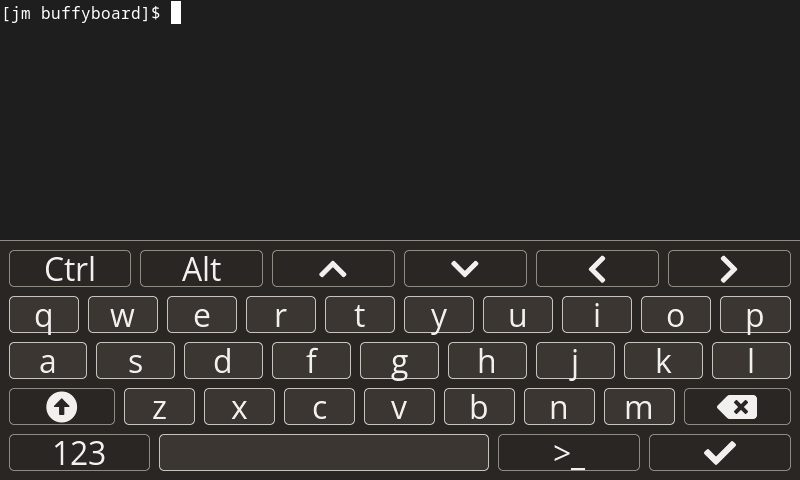 [jm buffyboard]$
Ctrl Alt
q w e r t y u i o p
a s d f g h j k l
z x c v b n m
123 >_